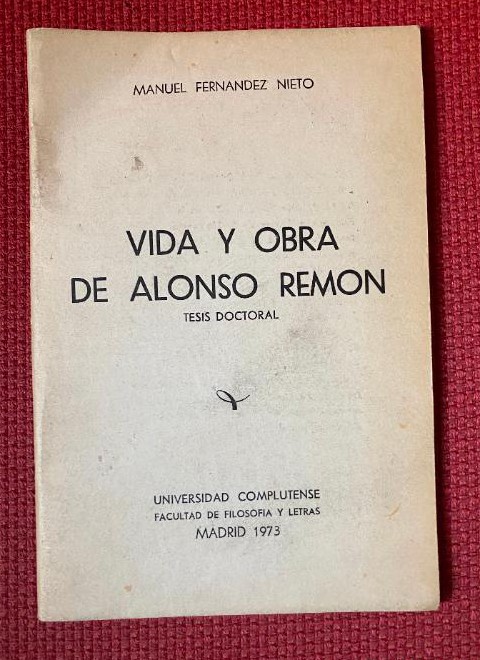 MANUEL FERNANDEZ NIETO
VIDA Y OBRA
DE ALONSO REMON
TESIS DOCTORAL
UNIVERSIDAD COMPLUTENSE
FACULTAD DE FILOSOFIA Y LETRAS
MADRID 1973